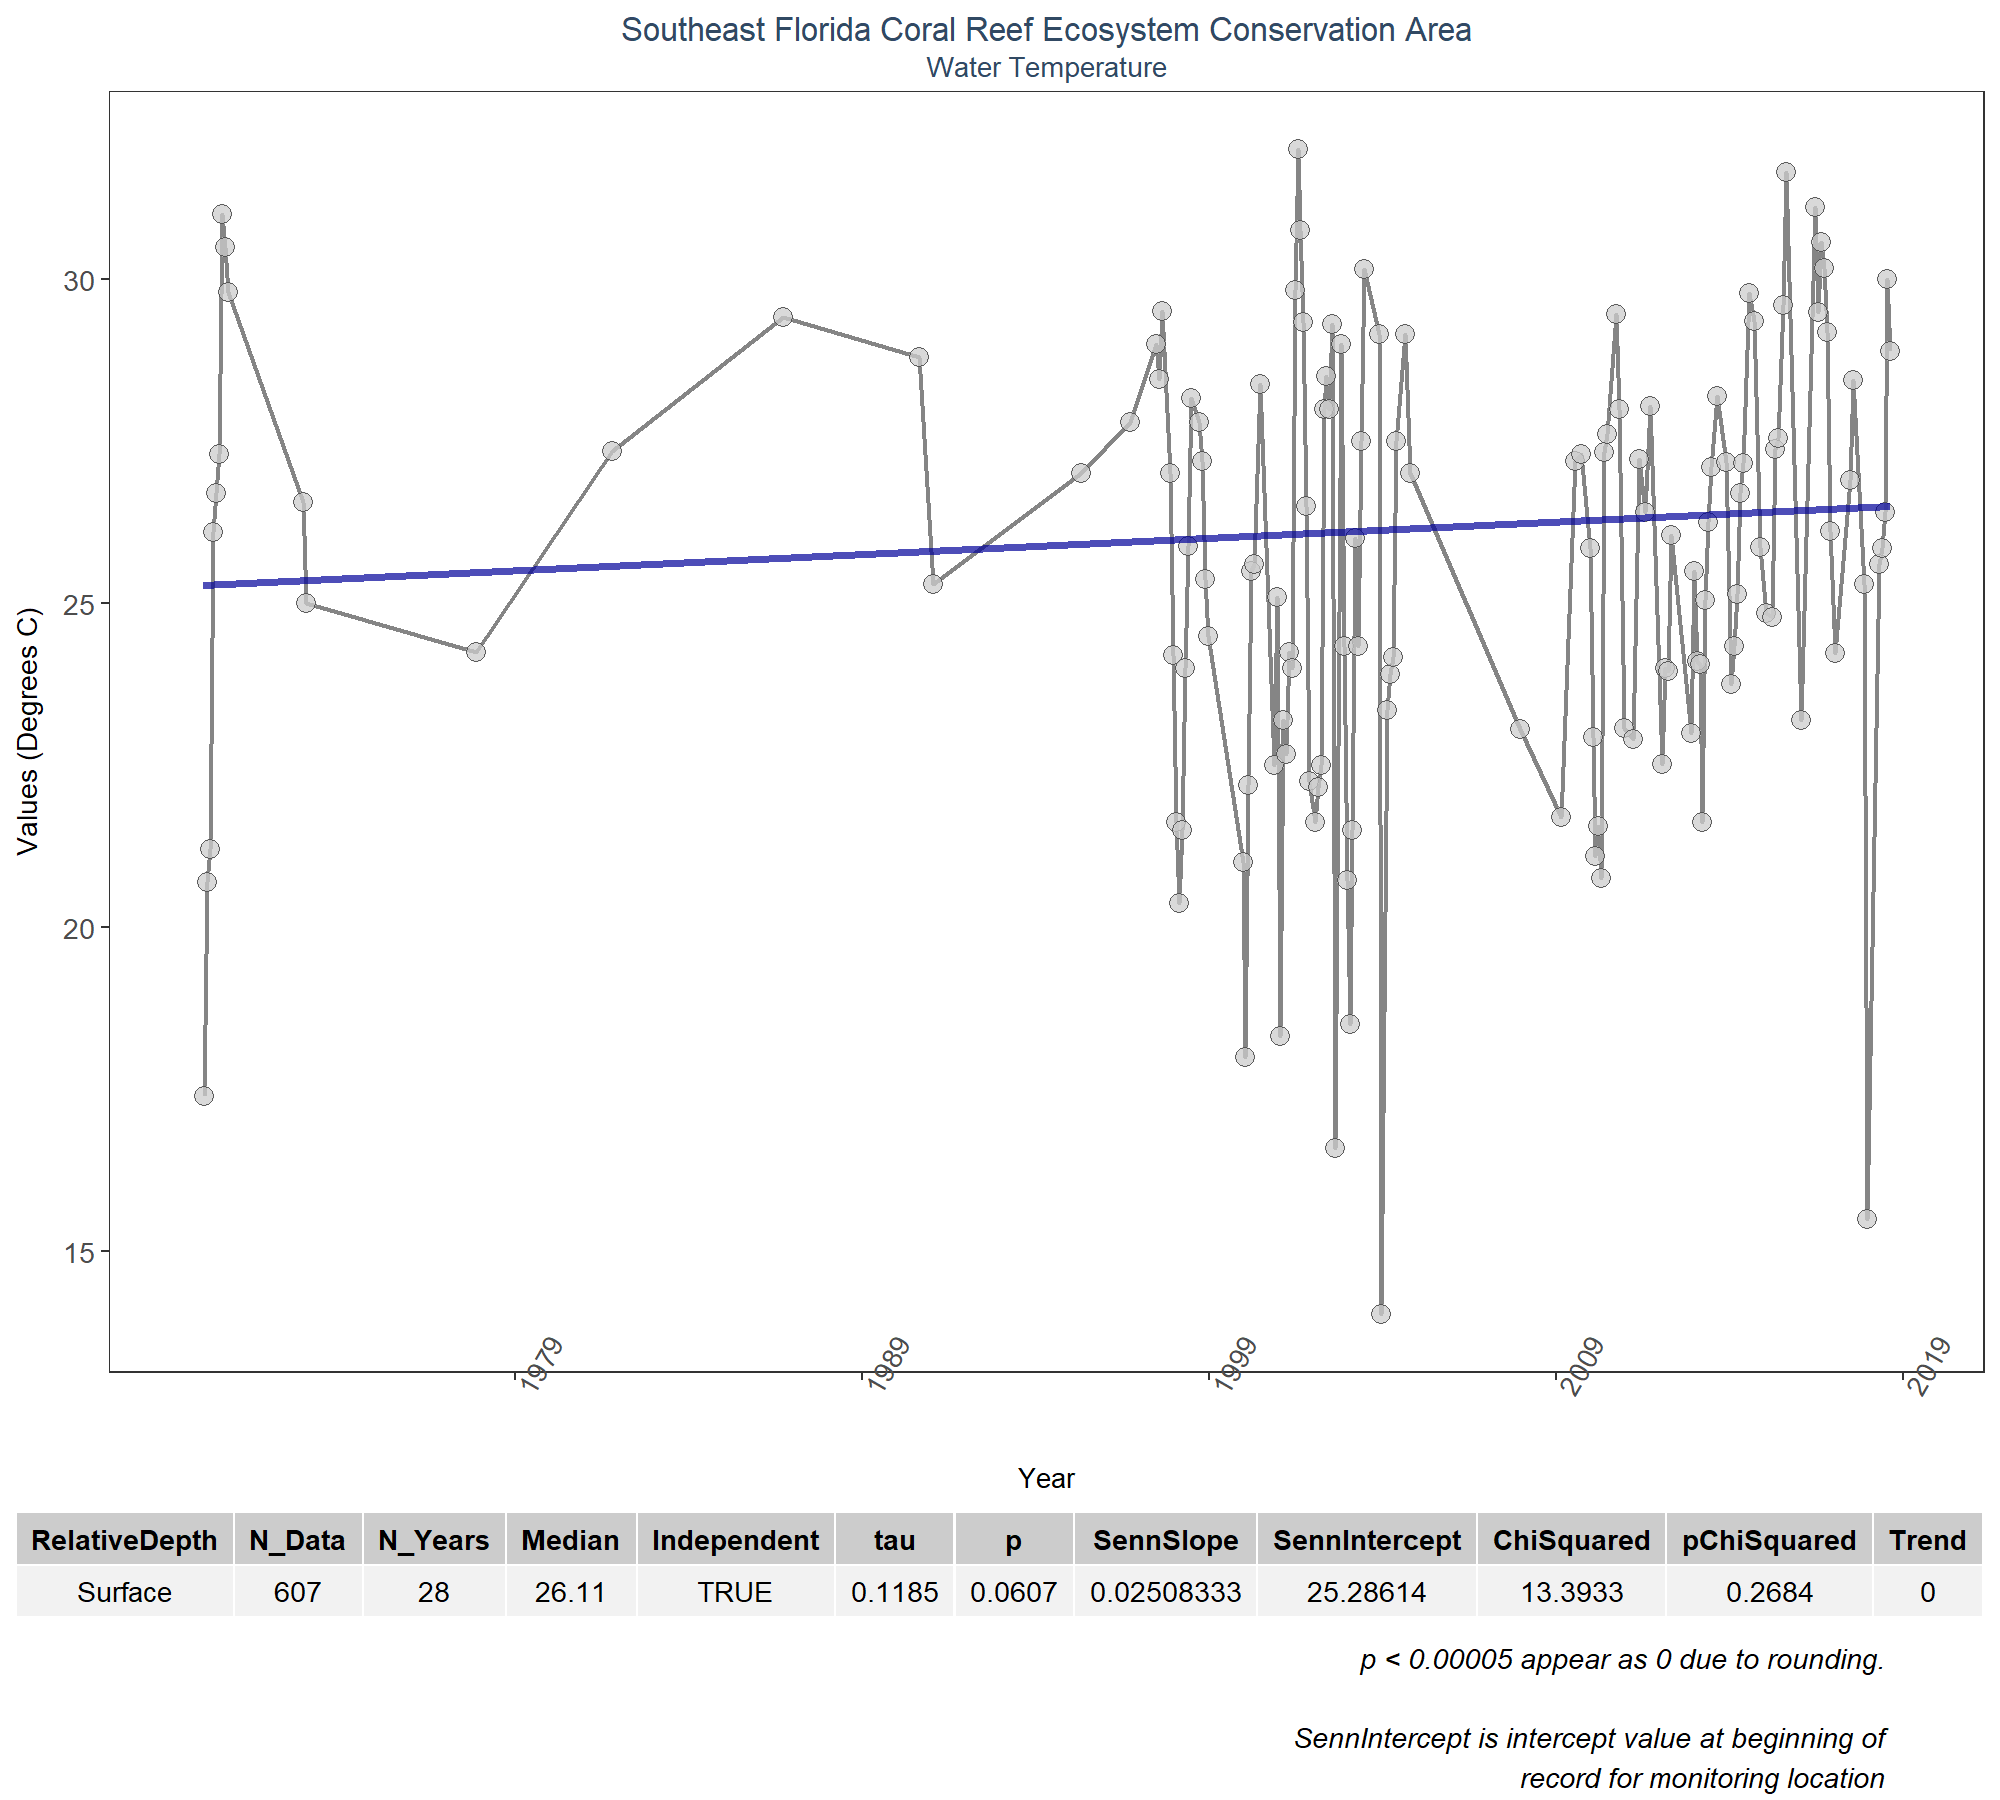 Southeast Florida Coral Reef Ecosystem Conservation Area
Water Temperature
Values (Degrees C)
30
25
20
15
1979
1989
1999
2009
2019
Year
RelativeDepth N_Data N_Years Median Independent tau p SennSlope SennIntercept ChiSquared pChiSquared Trend
Surface 607 28 26.11 TRUE 0.1185 0.0607 0.02508333 25.28614 13.3933 0.2684 0
p < 0.00005 appear as 0 due to rounding.
SennIntercept is intercept value at beginning of
record for monitoring location